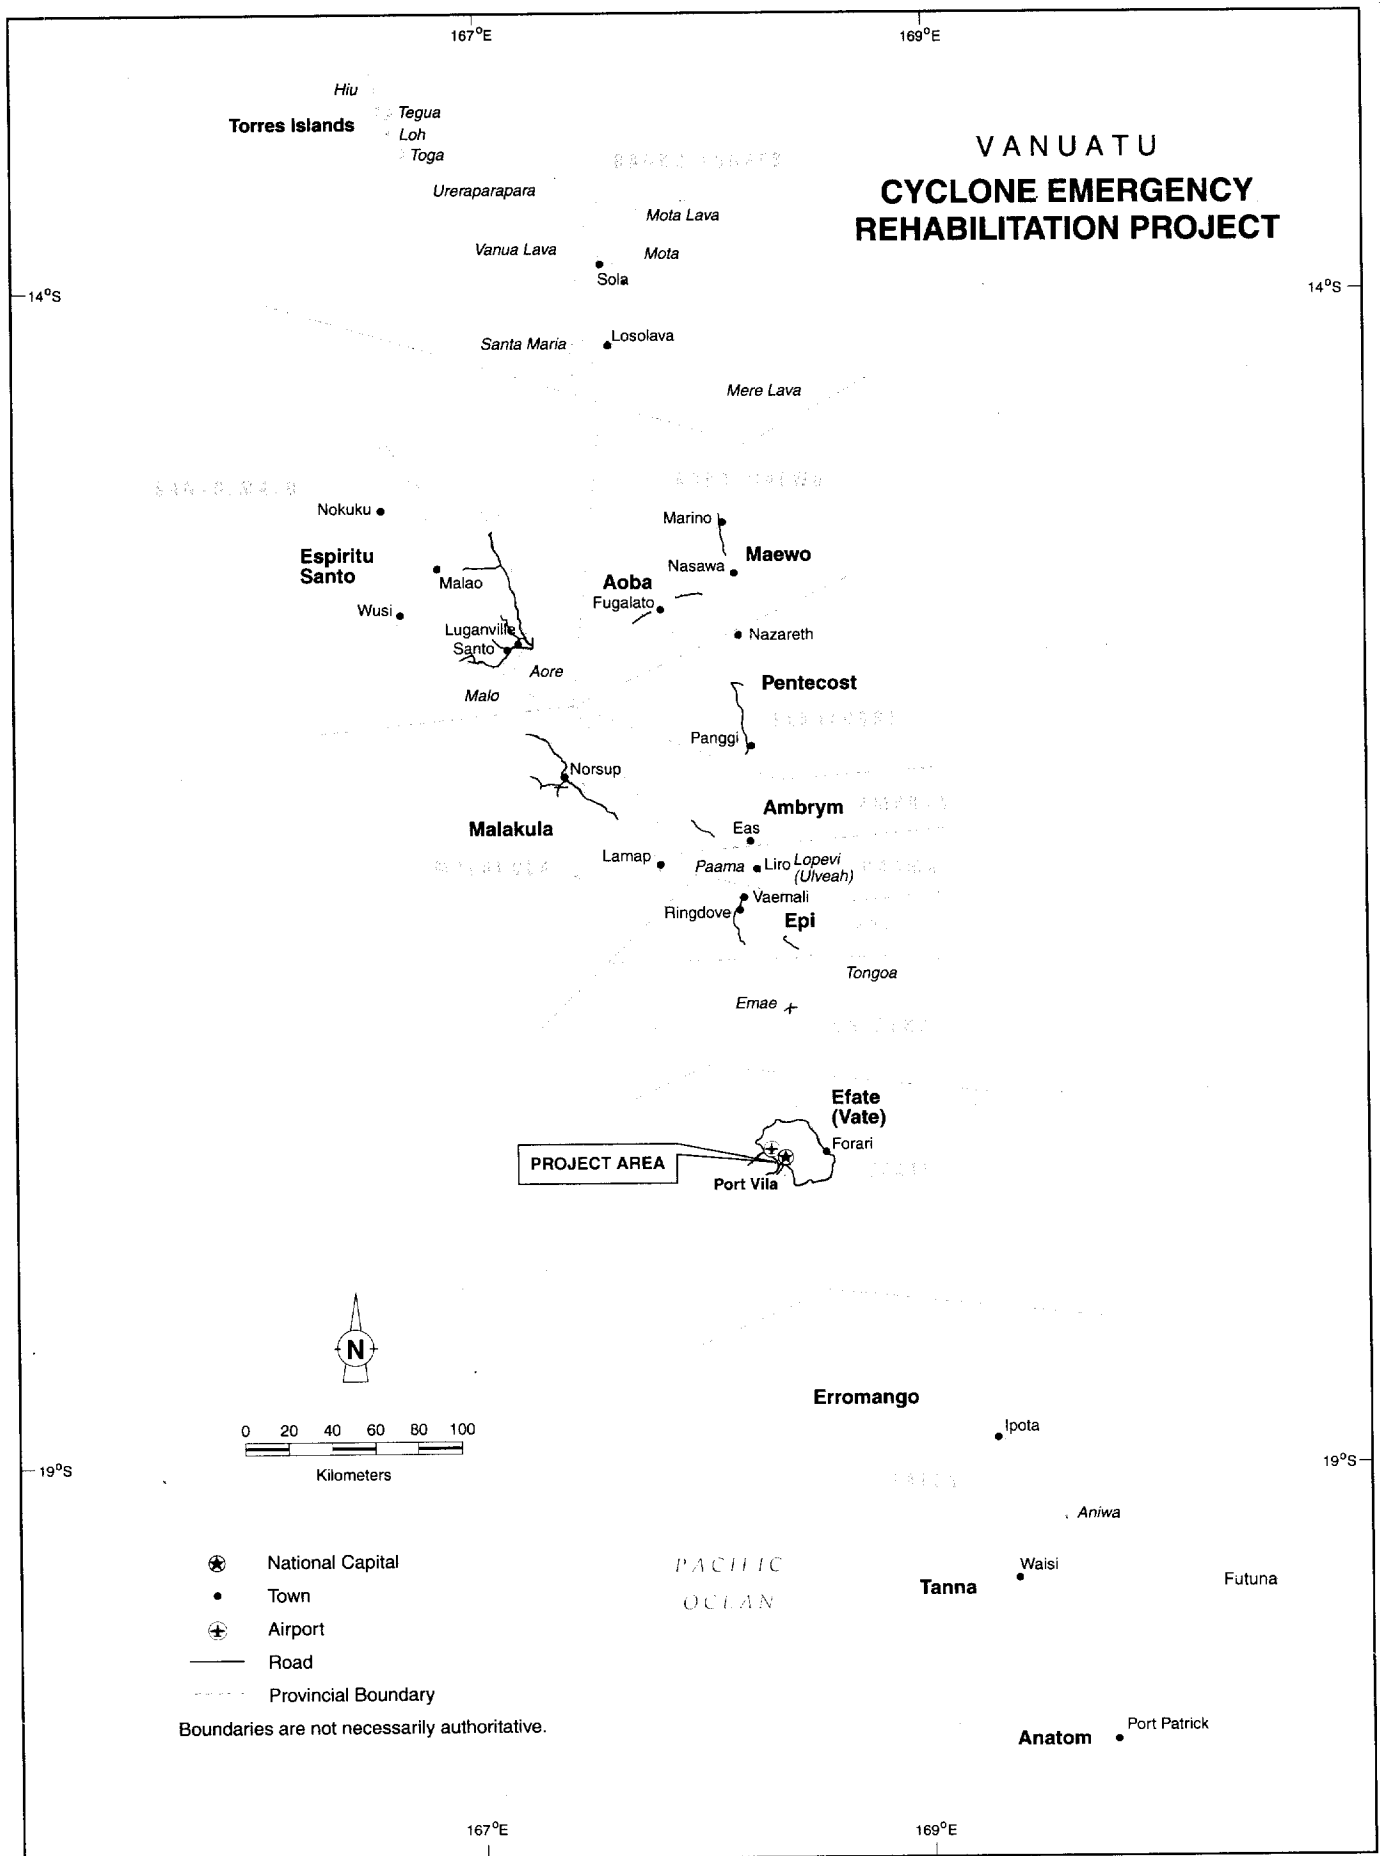 167°E
169°E
Hiu
Tegua
Torres Islands
Loh
Toga
VANUATU
CYCLONE EMERGENCY
REHABILITATION PROJECT
Ureraparapara
Mota Lava
Vanua Lava
Mota
Sola
14°S
14°S
Santa Maria
Losolava
Mere Lava
Nokuku
Marino
Espiritu
Santo
Maewo
Nasawa
Malao
Aoba
Fugalato
Wusi
Luganville
Santo
Nazareth
Aore
Malo
Pentecost
Panggi
Norsup
Ambrym
Malakula
Eas
Lamap
Paama
Liro
Lopevi
(Ulveah)
Vaemali
Ringdove
Epi
Tongoa
Emae
Efate
(Vate)
Forari
PROJECT AREA
Port Vila
N
Erromango
Ipota
0 20 40 60 80 100
Kilometers
19°S
19°S
Aniwa
PACIFIC
OCEAN
Waisi
Tanna
Futuna
National Capital
Town
Airport
Road
Provincial Boundary
Boundaries are not necessarily authoritative.
Port Patrick
Anatom
167°E
169°E